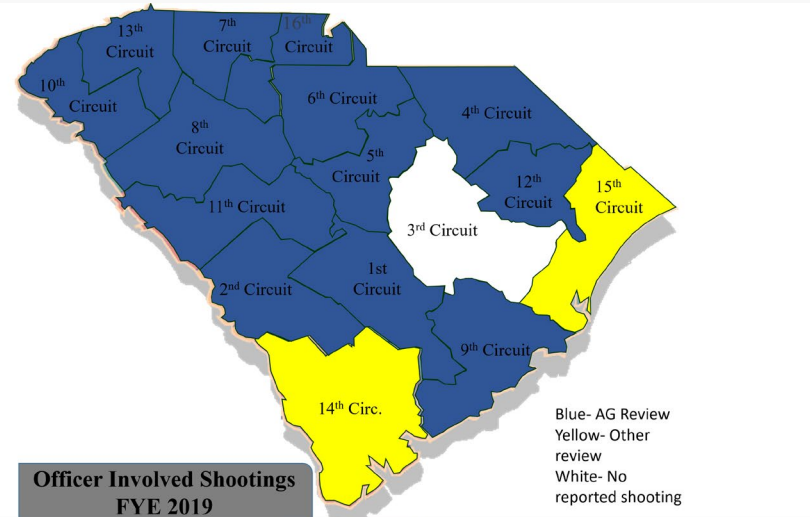 13th
Circuit
7th
Circuit
16th
Circuit
10th
Circuit
6th Circuit
4th Circuit
8th
Circuit
5th
Circuit
12th
Circuit
15th
Circuit
11th Circuit
3rd Circuit
2nd Circuit
1st
Circuit
9th Circuit
14th Circ.
Blue- AG Review
Yellow- Other
review
White- No
reported shooting
Officer Involved Shootings
FYE 2019